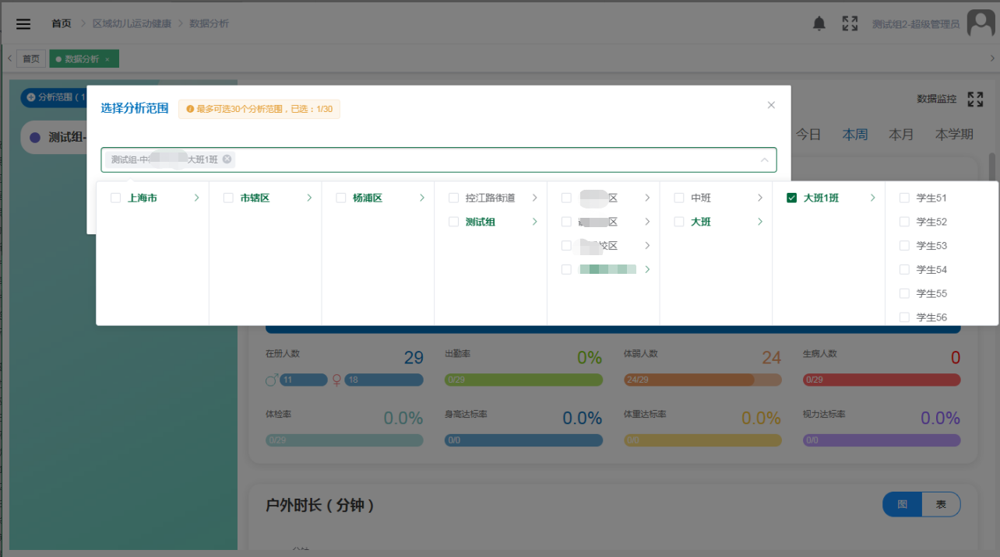 首页 > 区域幼儿运动健康 > 数据分析
测试组2-超级管理员
首页
数据分析 ×
分析范围（1
测试组-
选择分析范围
最多可选30个分析范围，已选：1/30
数据监控
今日 本周 本月 本学期
测试组-中 大班1班
上海市
市辖区
杨浦区
控江路街道
测试组
区
区
校区
中班
大班
大班1班
学生51
学生52
学生53
学生54
学生55
学生56
在册人数 29
11 18
出勤率 0%
0/29
体弱人数 24
24/29
生病人数 0
0/29
体检率 0.0%
0/29
身高达标率 0.0%
0/0
体重达标率 0.0%
0/0
视力达标率 0.0%
0/0
户外时长（分钟）
图 表